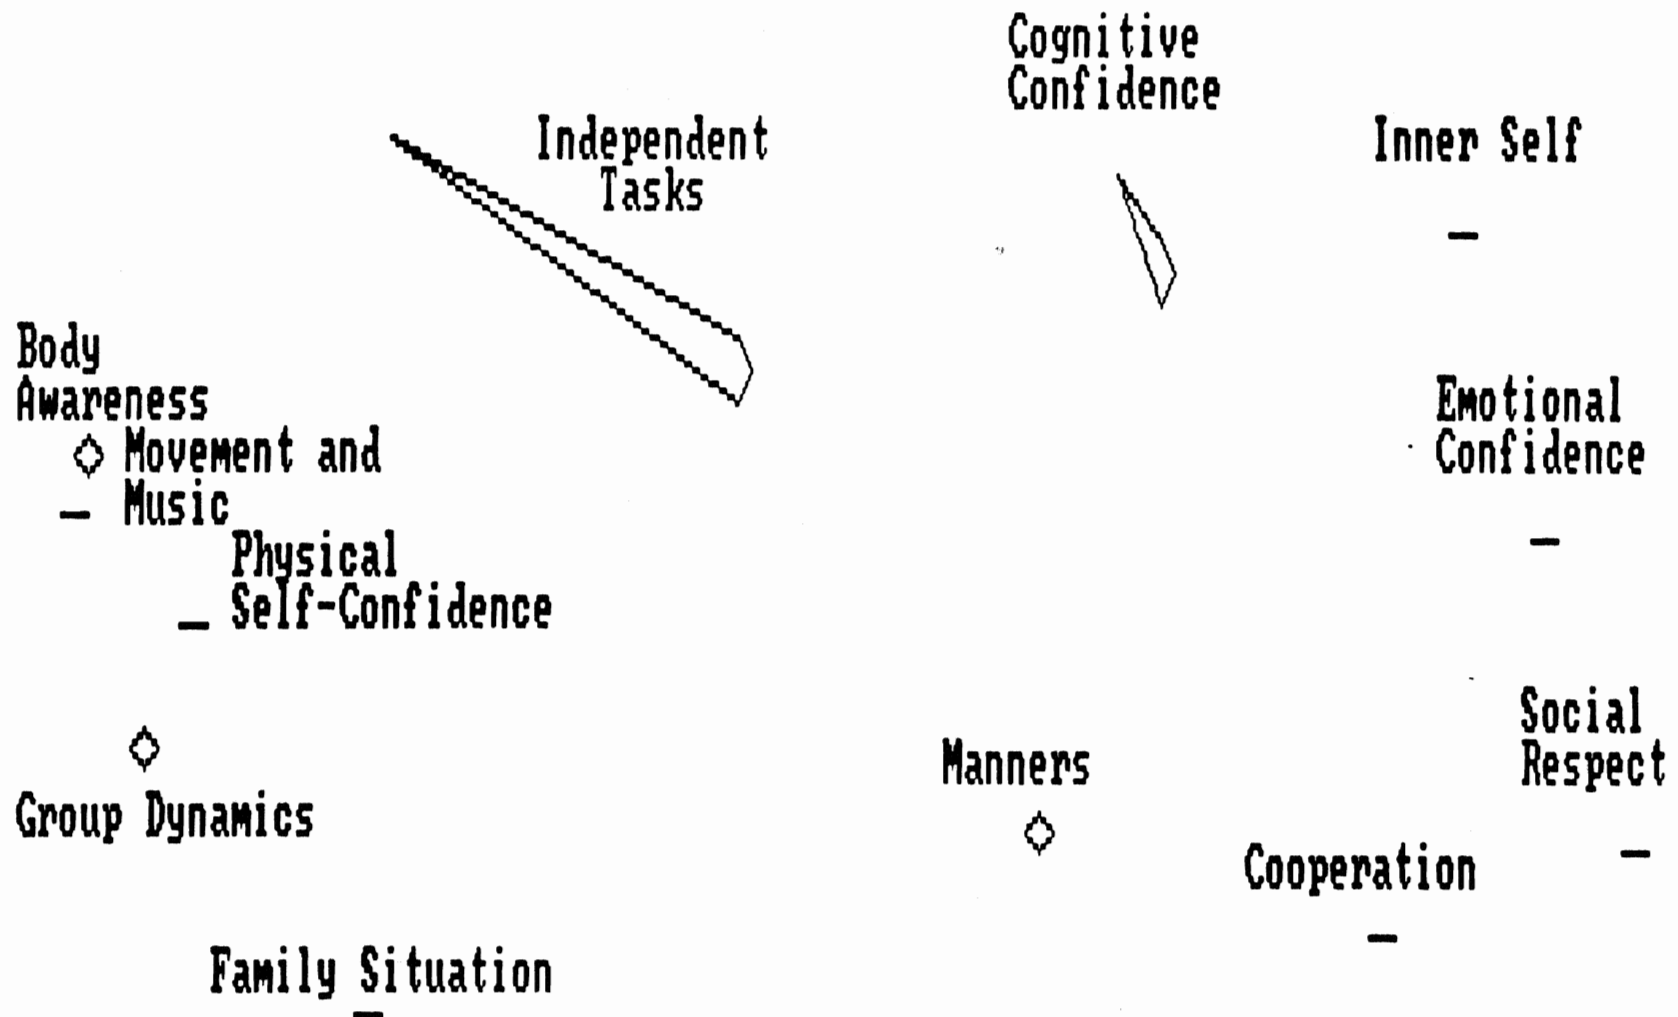 Cognitive
Confidence
Independent
Tasks
Inner Self
Body
Awareness
Movement and
Music
Emotional
Confidence
Physical
Self-Confidence
Social
Respect
Manners
Group Dynamics
Cooperation
Family Situation